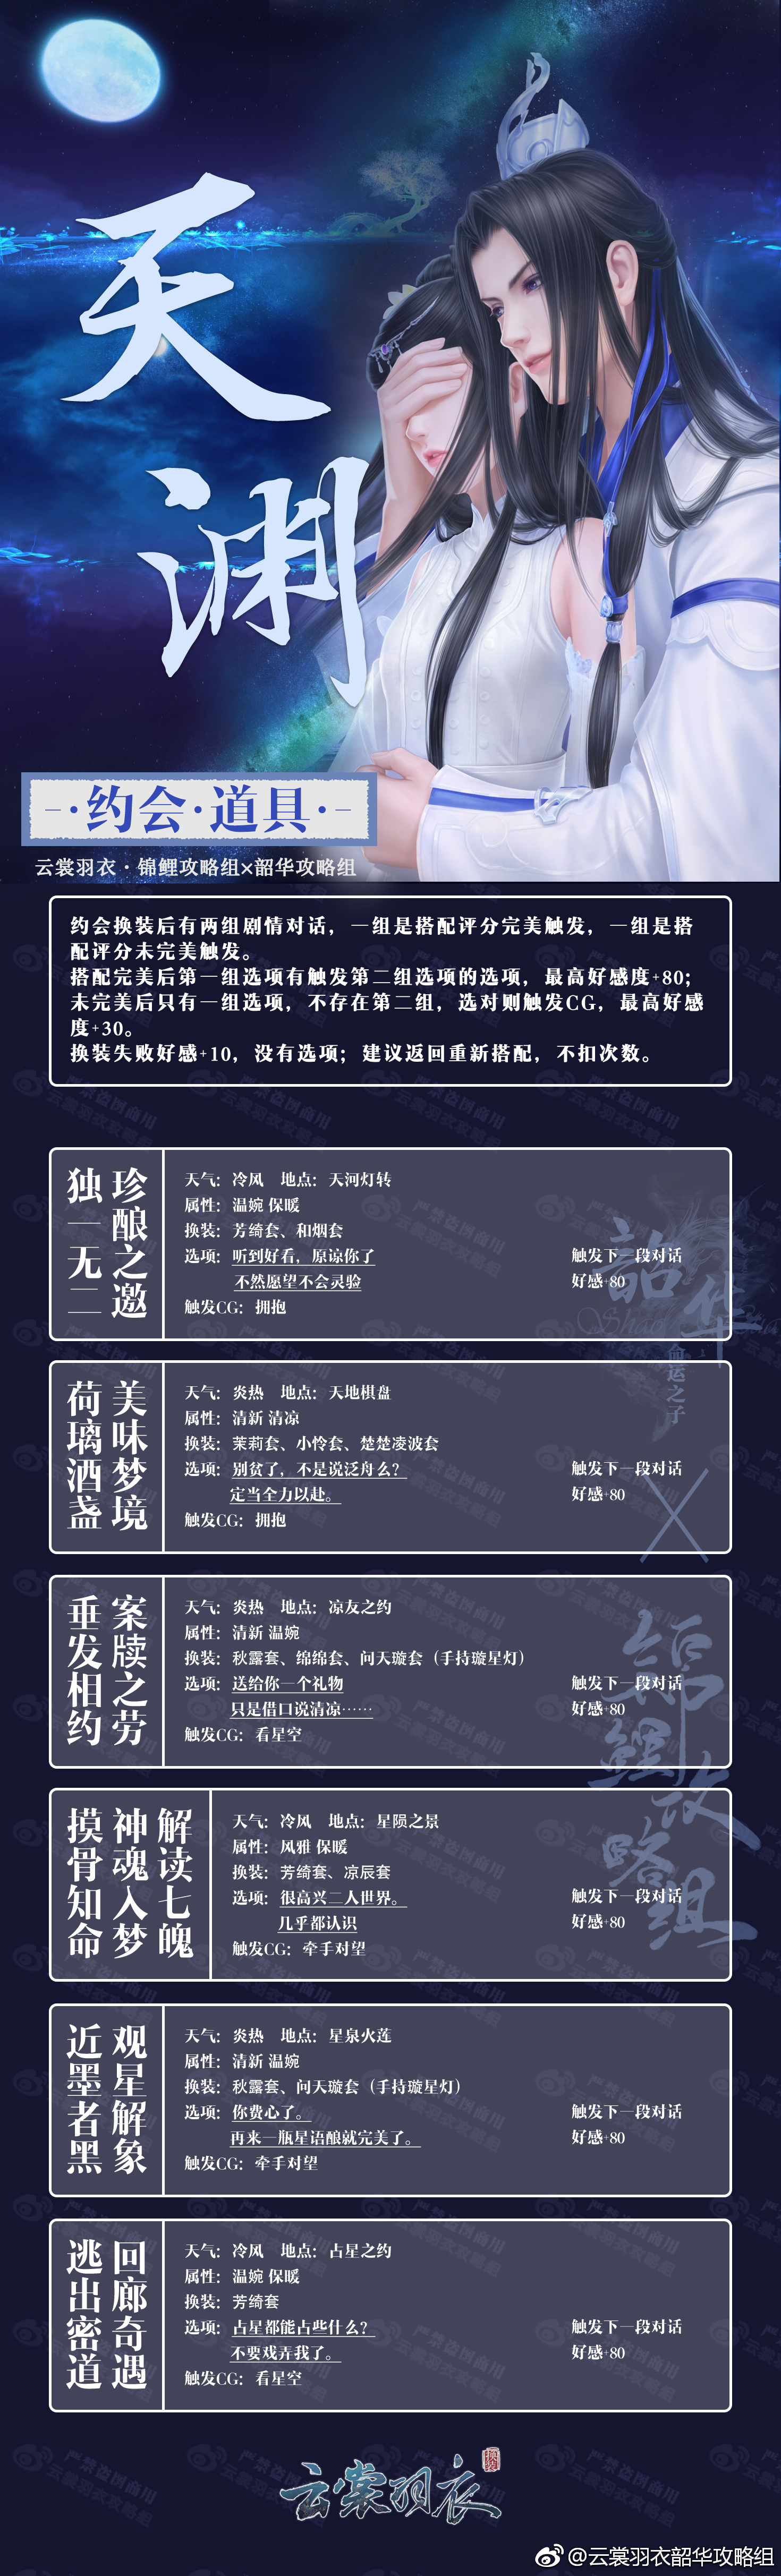 天渊
-·约会·道具·-
云裳羽衣·锦鲤攻略组×韶华攻略组
约会换装后有两组剧情对话，一组是搭配评分完美触发，一组是搭
配评分未完美触发。
搭配完美后第一组选项有触发第二组选项的选项，最高好感度+80；
未完美后只有一组选项，不存在第二组，选对则触发CG，最高好感
度+30。
换装失败好感+10，没有选项；建议返回重新搭配，不扣次数。
独一无二
珍酿之邀
天气：冷风 地点：天河灯转
属性：温婉 保暖
换装：芳绮套、和烟套
选项：听到好看，原谅你了 触发下一段对话
不然愿望不会灵验 好感+80
触发CG：拥抱
荷璃酒盏
美味梦境
天气：炎热 地点：天地棋盘
属性：清新 清凉
换装：茉莉套、小怜套、楚楚凌波套
选项：别贫了，不是说泛舟么？ 触发下一段对话
定当全力以赴。 好感+80
触发CG：拥抱
垂发相约
案牍之劳
天气：炎热 地点：凉友之约
属性：清新 温婉
换装：秋露套、绵绵套、问天璇套（手持璇星灯）
选项：送给你一个礼物 触发下一段对话
只是借口说清凉…… 好感+80
触发CG：看星空
摸骨知命
神魂入梦
解读七魄
天气：冷风 地点：星陨之景
属性：风雅 保暖
换装：芳绮套、凉辰套
选项：很高兴二人世界。 触发下一段对话
几乎都认识 好感+80
触发CG：牵手对望
近墨者黑
观星解象
天气：炎热 地点：星泉火莲
属性：清新 温婉
换装：秋露套、问天璇套（手持璇星灯）
选项：你费心了。 触发下一段对话
再来一瓶星语酿就完美了。 好感+80
触发CG：牵手对望
逃出密道
回廊奇遇
天气：冷风 地点：占星之约
属性：温婉 保暖
换装：芳绮套
选项：占星都能占些什么？ 触发下一段对话
不要戏弄我了。 好感+80
触发CG：看星空
韶华
命运之子
×
锦鲤攻略组
云裳羽衣
@云裳羽衣韶华攻略组